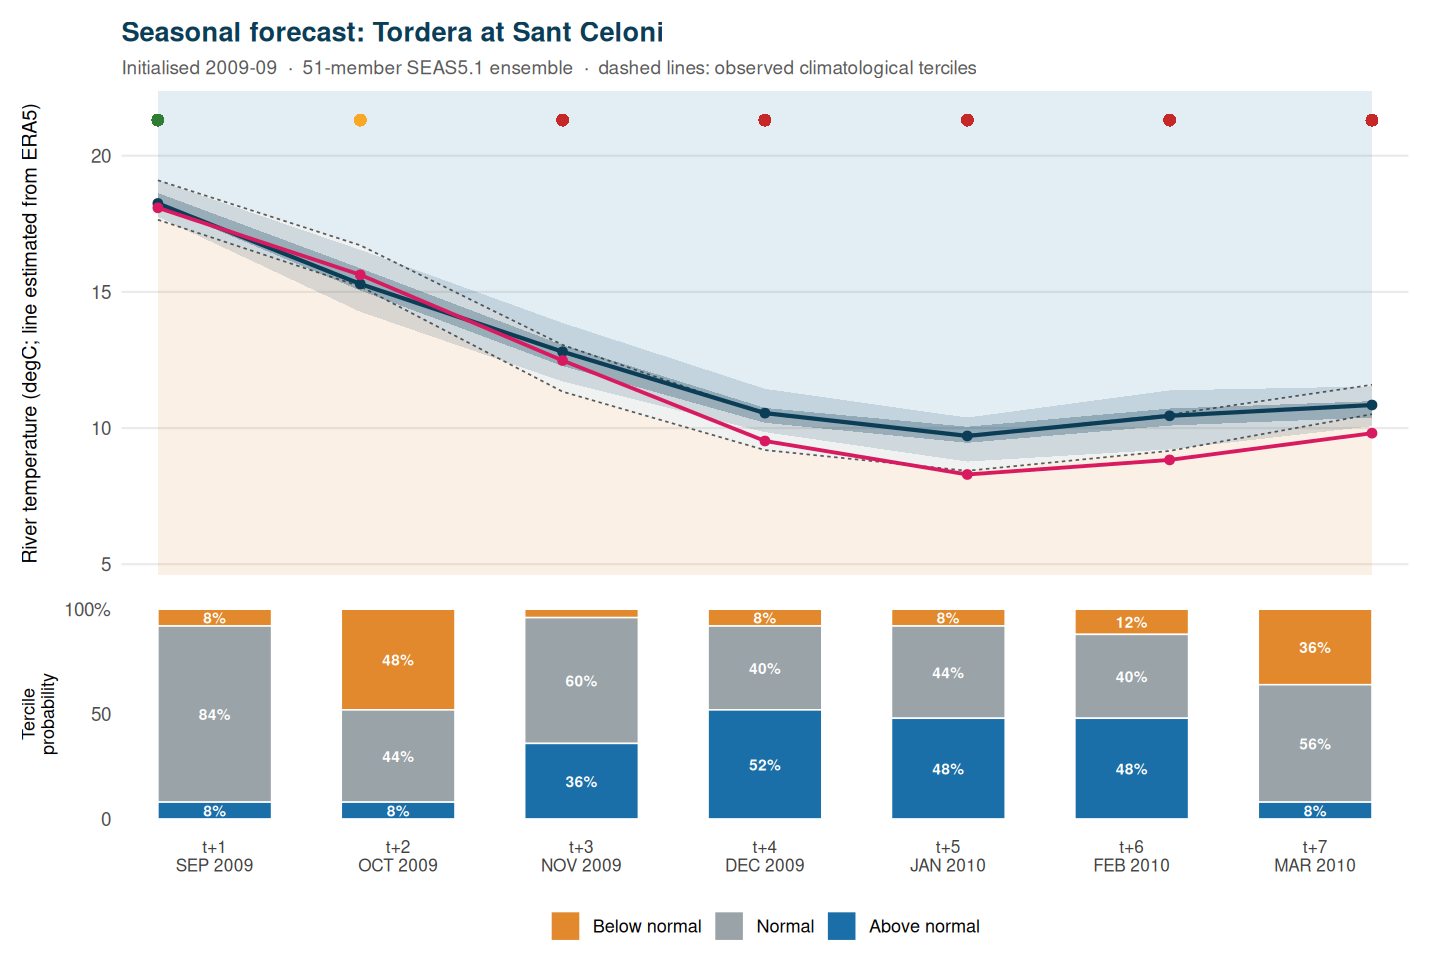 Seasonal forecast: Tordera at Sant Celoni
Initialised 2009-09 · 51-member SEAS5.1 ensemble · dashed lines: observed climatological terciles
River temperature (degC; line estimated from ERA5)
20
15
10
5
Tercile
probability
100%
50
0
8% 8% 8% 12% 36%
48%
84% 60% 40% 44% 40%
44% 56%
36% 52% 48% 48%
8% 8% 8%
t+1 t+2 t+3 t+4 t+5 t+6 t+7
SEP 2009 OCT 2009 NOV 2009 DEC 2009 JAN 2010 FEB 2010 MAR 2010
Below normal Normal Above normal